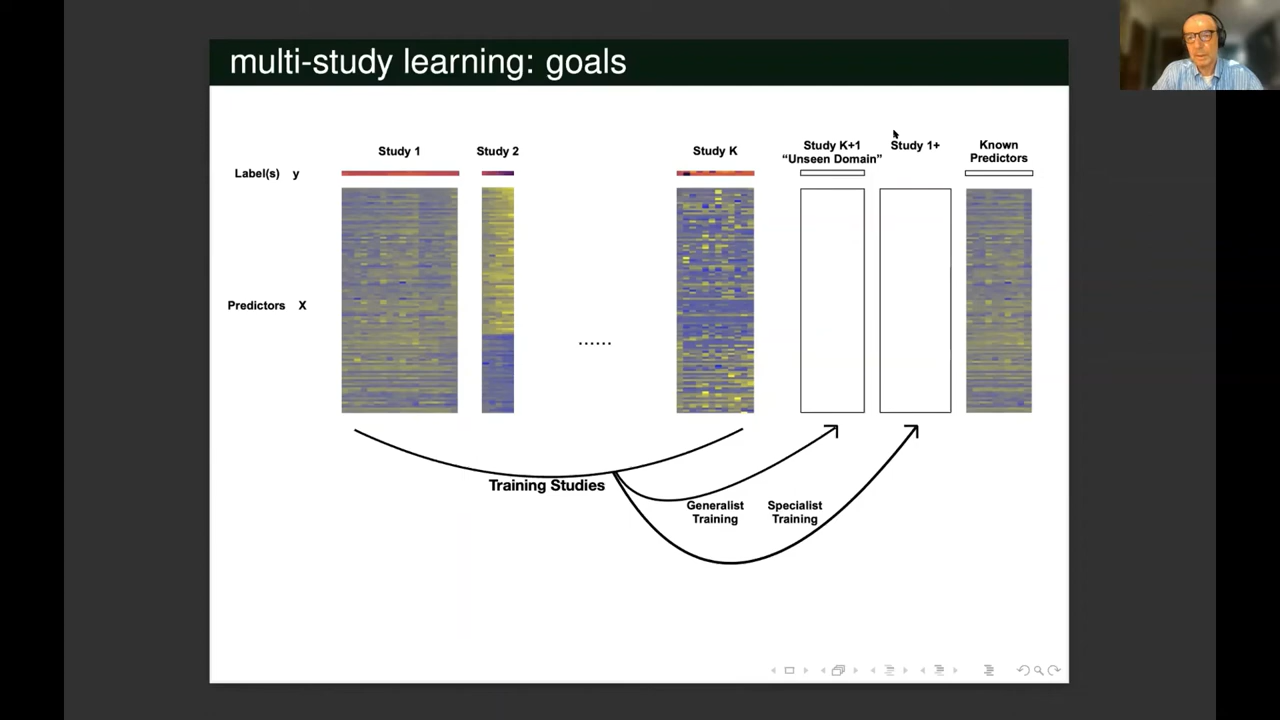 multi-study learning: goals
Study 1
Study 2
Study K
Study K+1
“Unseen Domain”
Study 1+
Known
Predictors
Label(s) y
Predictors X
......
Training Studies
Generalist
Training
Specialist
Training